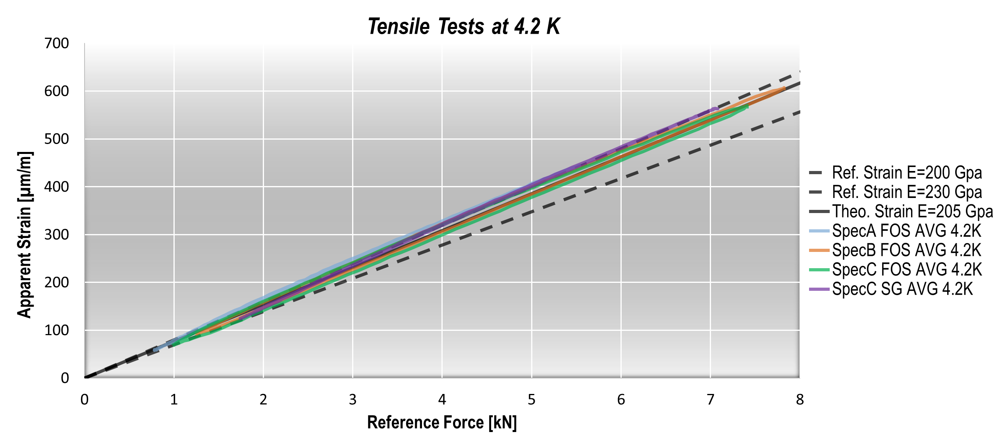 Tensile Tests at 4.2 K
700
600
500
400
300
200
100
0
Apparent Strain [µm/m]
0 1 2 3 4 5 6 7 8
Reference Force [kN]
Ref. Strain E=200 Gpa
Ref. Strain E=230 Gpa
Theo. Strain E=205 Gpa
SpecA FOS AVG 4.2K
SpecB FOS AVG 4.2K
SpecC FOS AVG 4.2K
SpecC SG AVG 4.2K